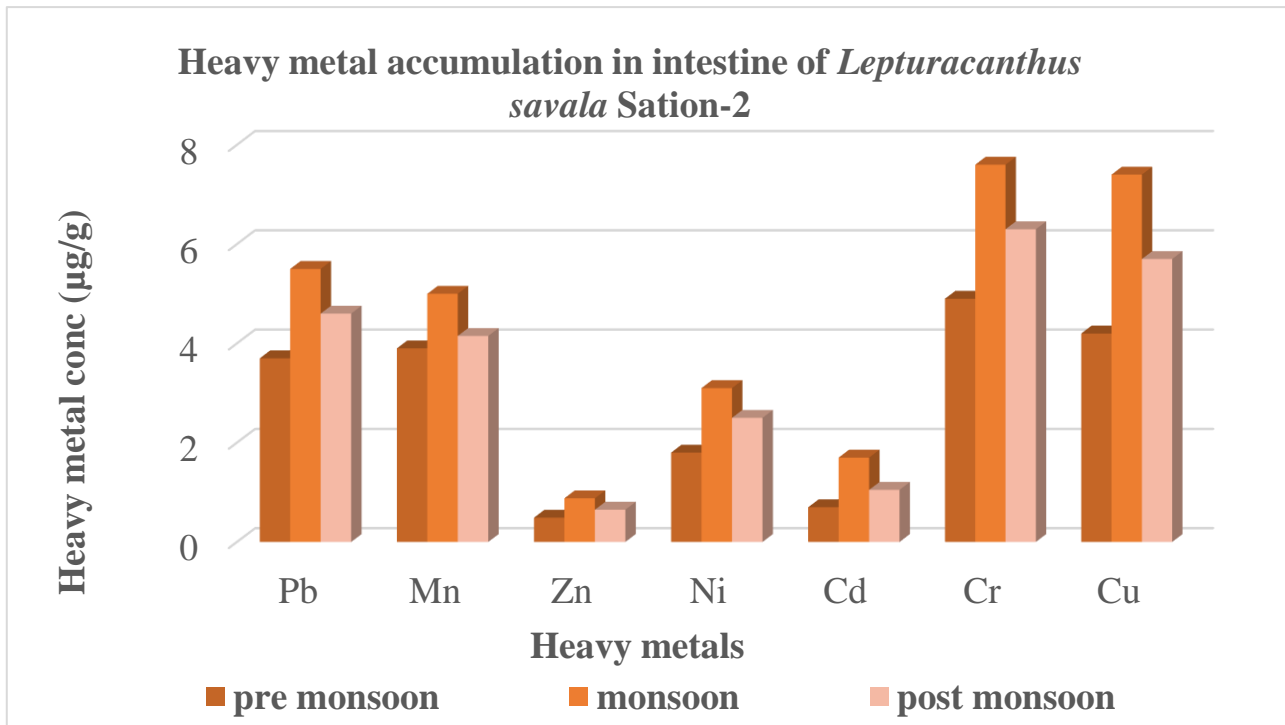 Heavy metal accumulation in intestine of Lepturacanthus
savala Sation-2
Heavy metal conc (µg/g)
8
6
4
2
0
Pb Mn Zn Ni Cd Cr Cu
Heavy metals
pre monsoon monsoon post monsoon